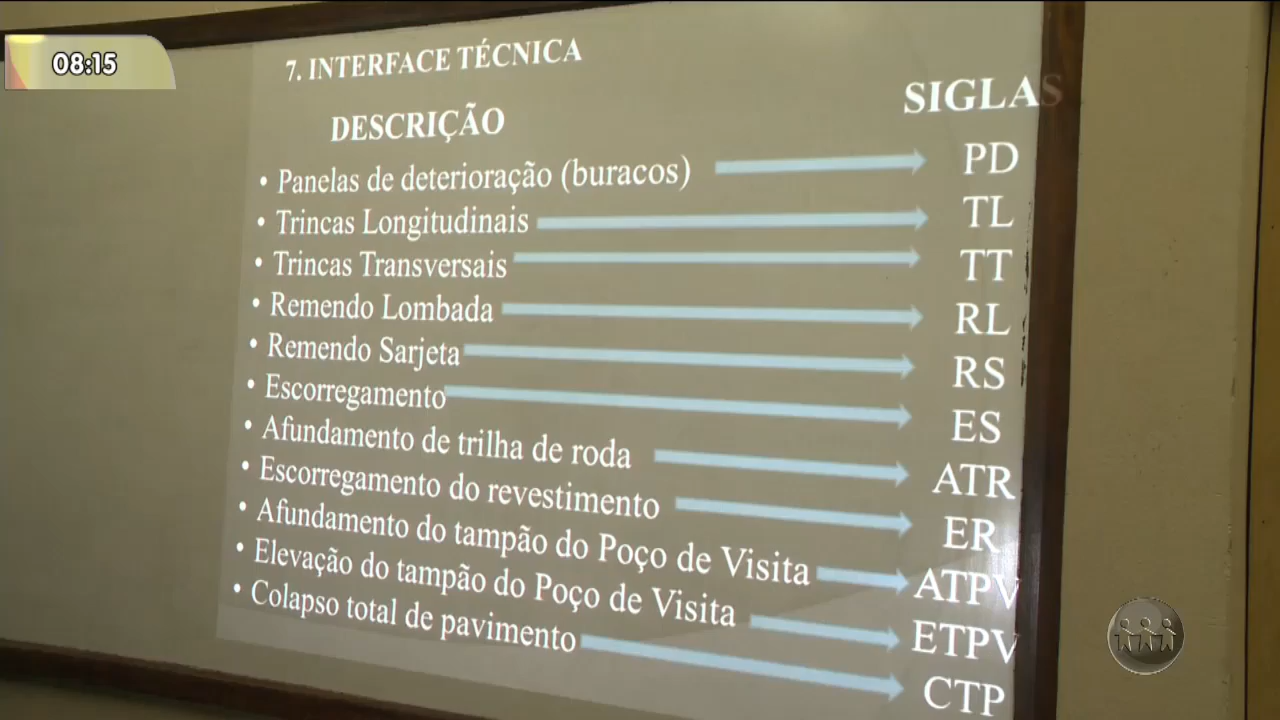 08:15
7. INTERFACE TÉCNICA
DESCRIÇÃO SIGLAS
• Panelas de deterioração (buracos) PD
• Trincas Longitudinais TL
• Trincas Transversais TT
• Remendo Lombada RL
• Remendo Sarjeta RS
• Escorregamento ES
• Afundamento de trilha de roda ATR
• Escorregamento do revestimento ER
• Afundamento do tampão do Poço de Visita ATPV
• Elevação do tampão do Poço de Visita ETPV
• Colapso total de pavimento CTP